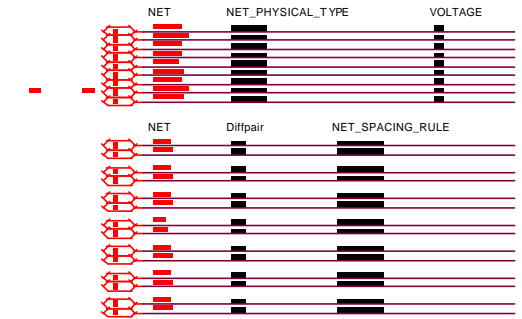 NET NET_PHYSICAL_TYPE VOLTAGE
NET Diffpair NET_SPACING_RULE